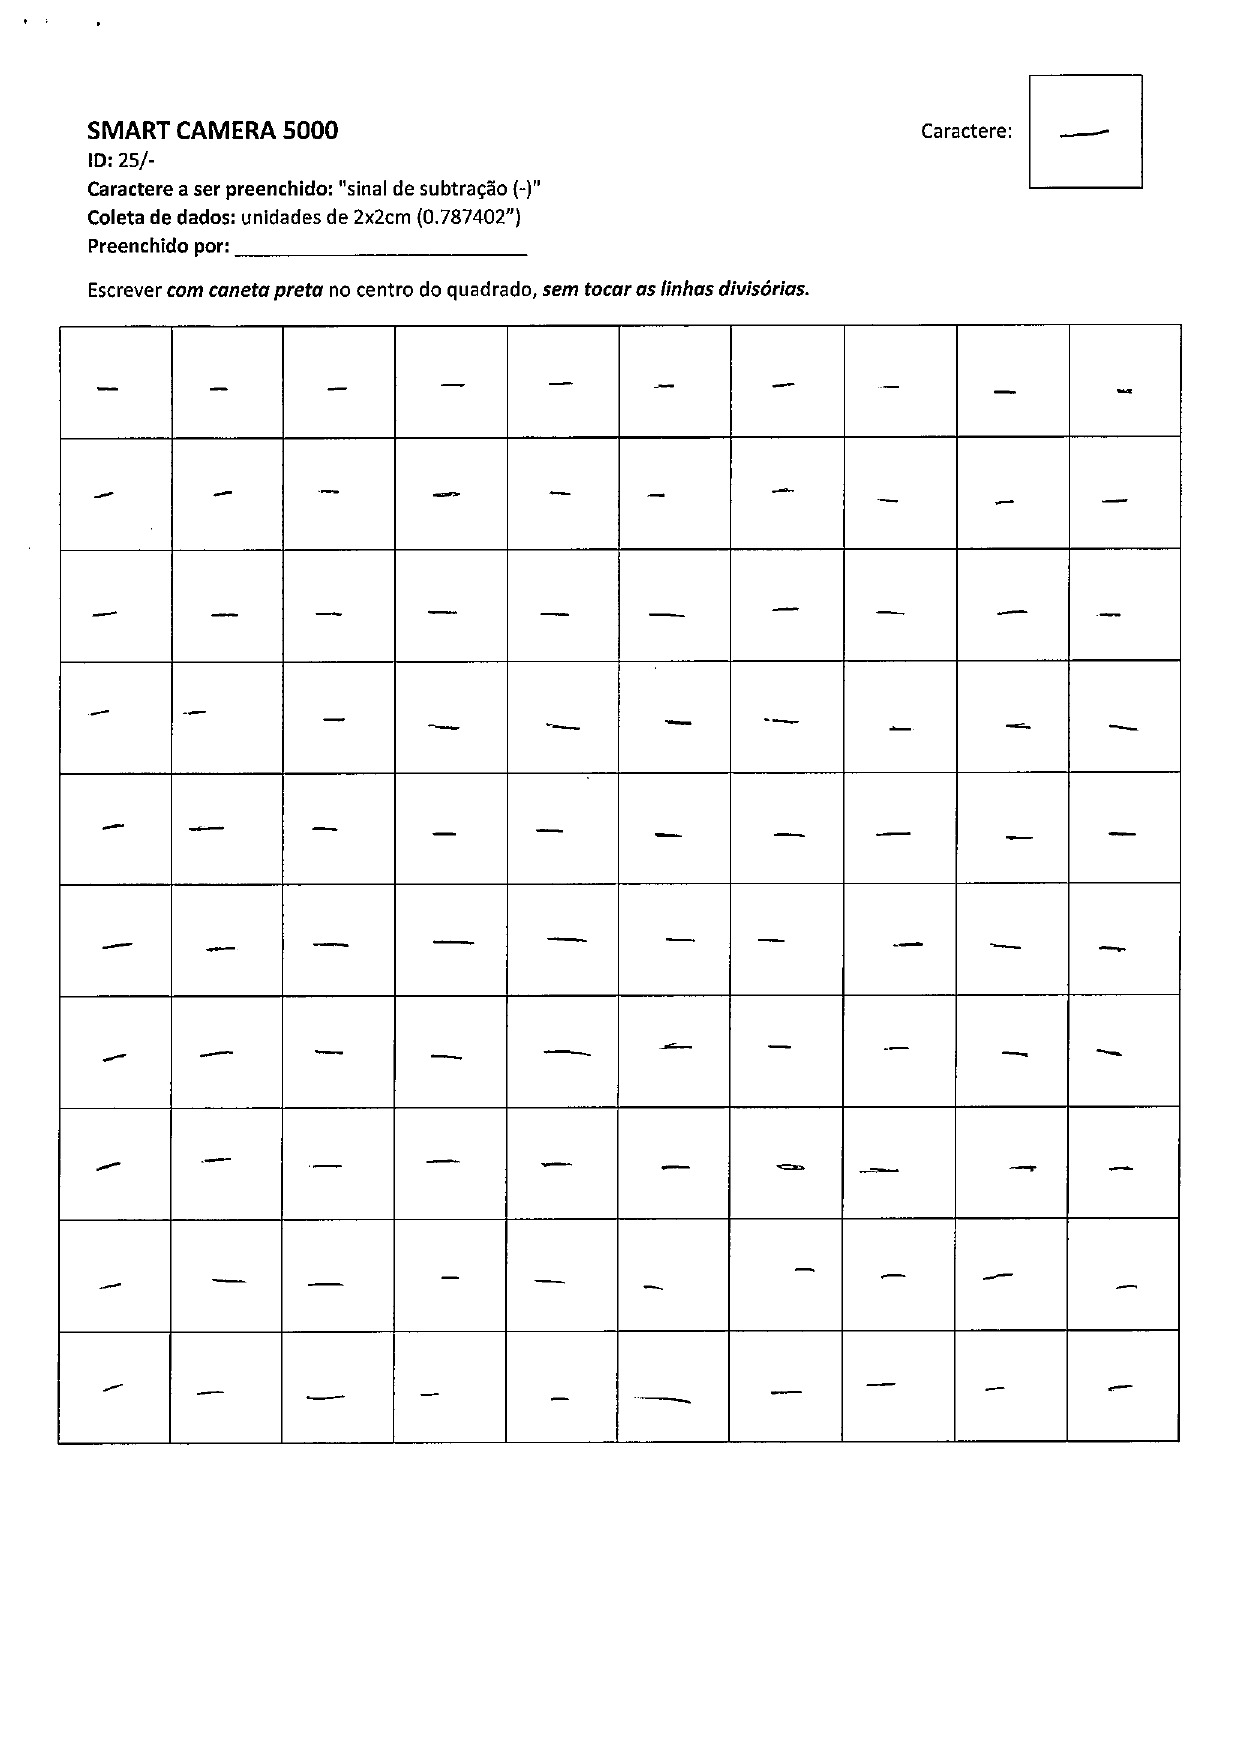 SMART CAMERA 5000
Caractere: —
ID: 25/-
Caractere a ser preenchido: "sinal de subtração (-)"
Coleta de dados: unidades de 2x2cm (0.787402”)
Preenchido por: __________________________
Escrever com caneta preta no centro do quadrado, sem tocar as linhas divisórias.
— — — — — — — — — —
— — — — — — — — — —
— — — — — — — — — —
— — — — — — — — — —
— — — — — — — — — —
— — — — — — — — — —
— — — — — — — — — —
— — — — — — — — — —
— — — — — — — — — —
— — — — — — — — — —